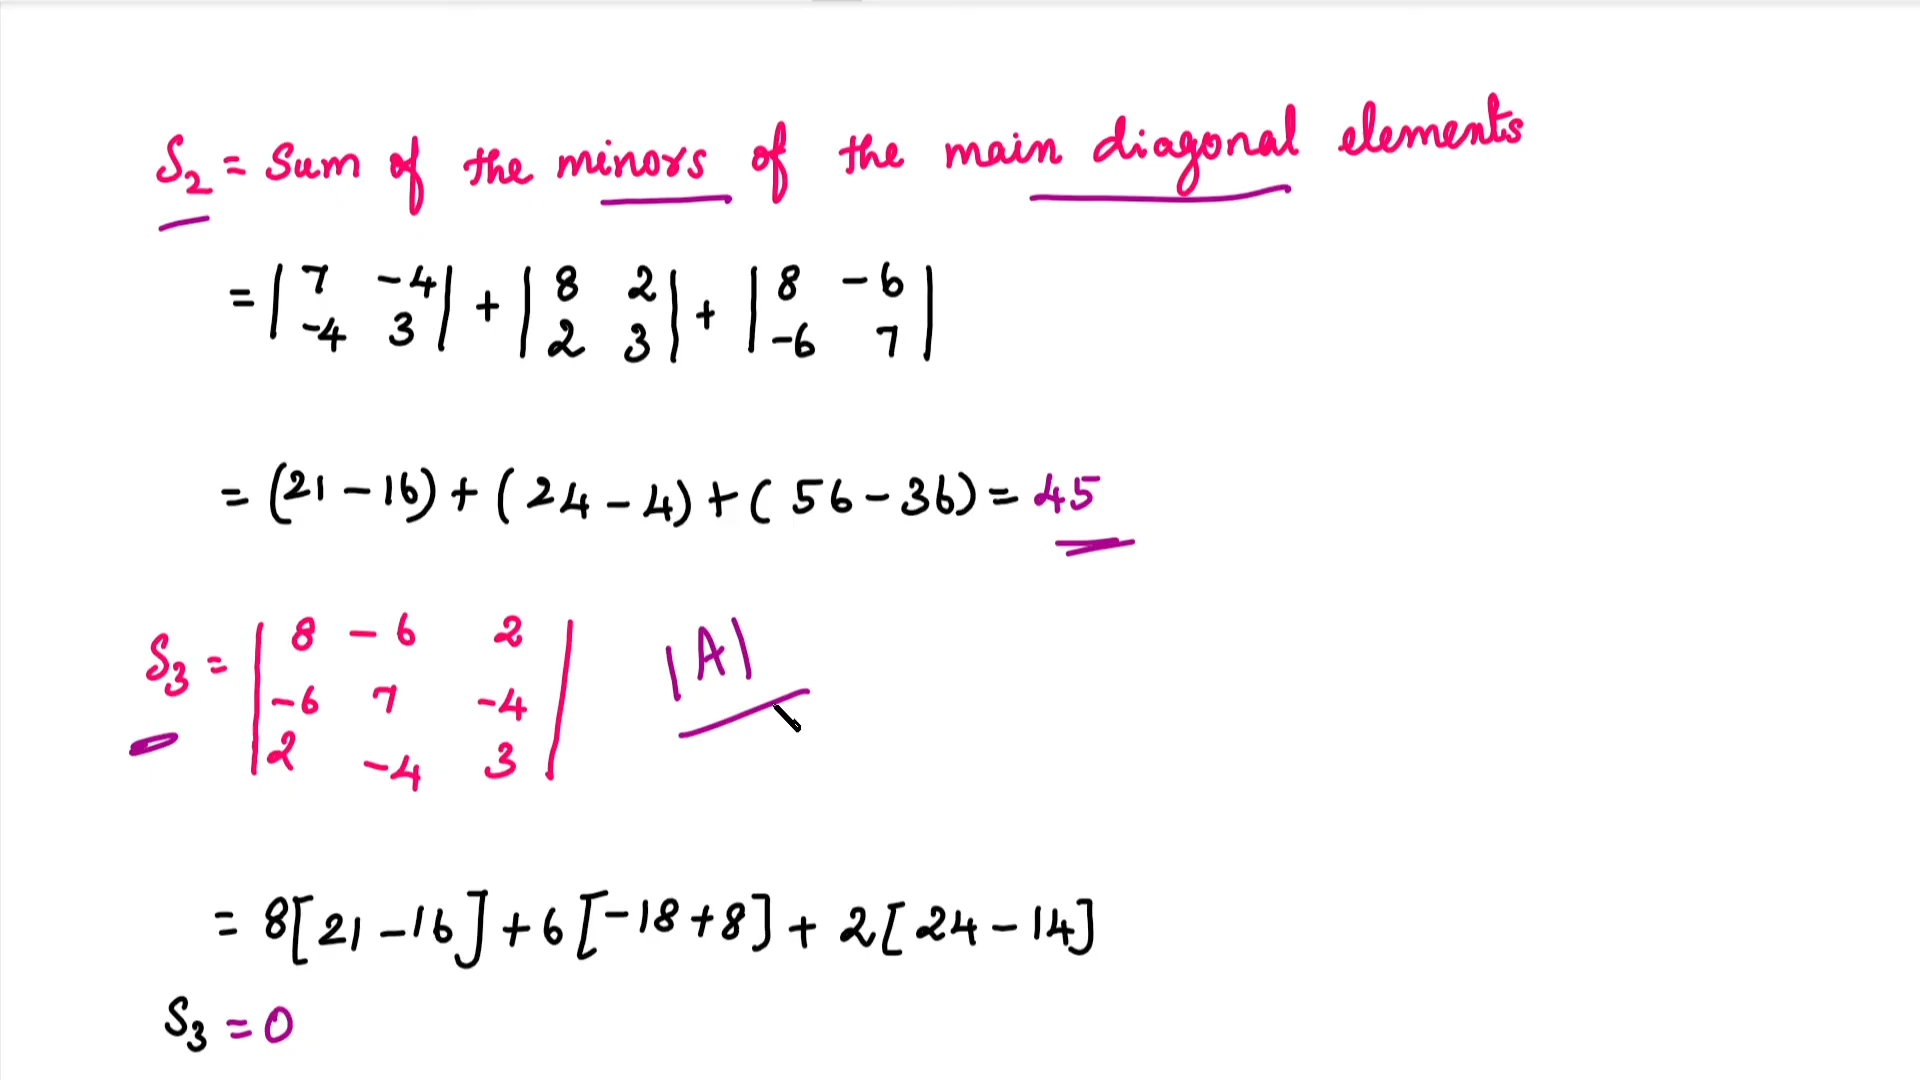 S₂ = Sum of the minors of the main diagonal elements
= | 7 -4 | + | 8 2 | + | 8 -6 |
| -4 3 | | 2 3 | | -6 7 |
= (21 - 16) + (24 - 4) + (56 - 36) = 45
S₃ = | 8 -6 2 | |A|
| -6 7 -4 |
| 2 -4 3 |
= 8[21 - 16] + 6[-18 + 8] + 2[24 - 14]
S₃ = 0